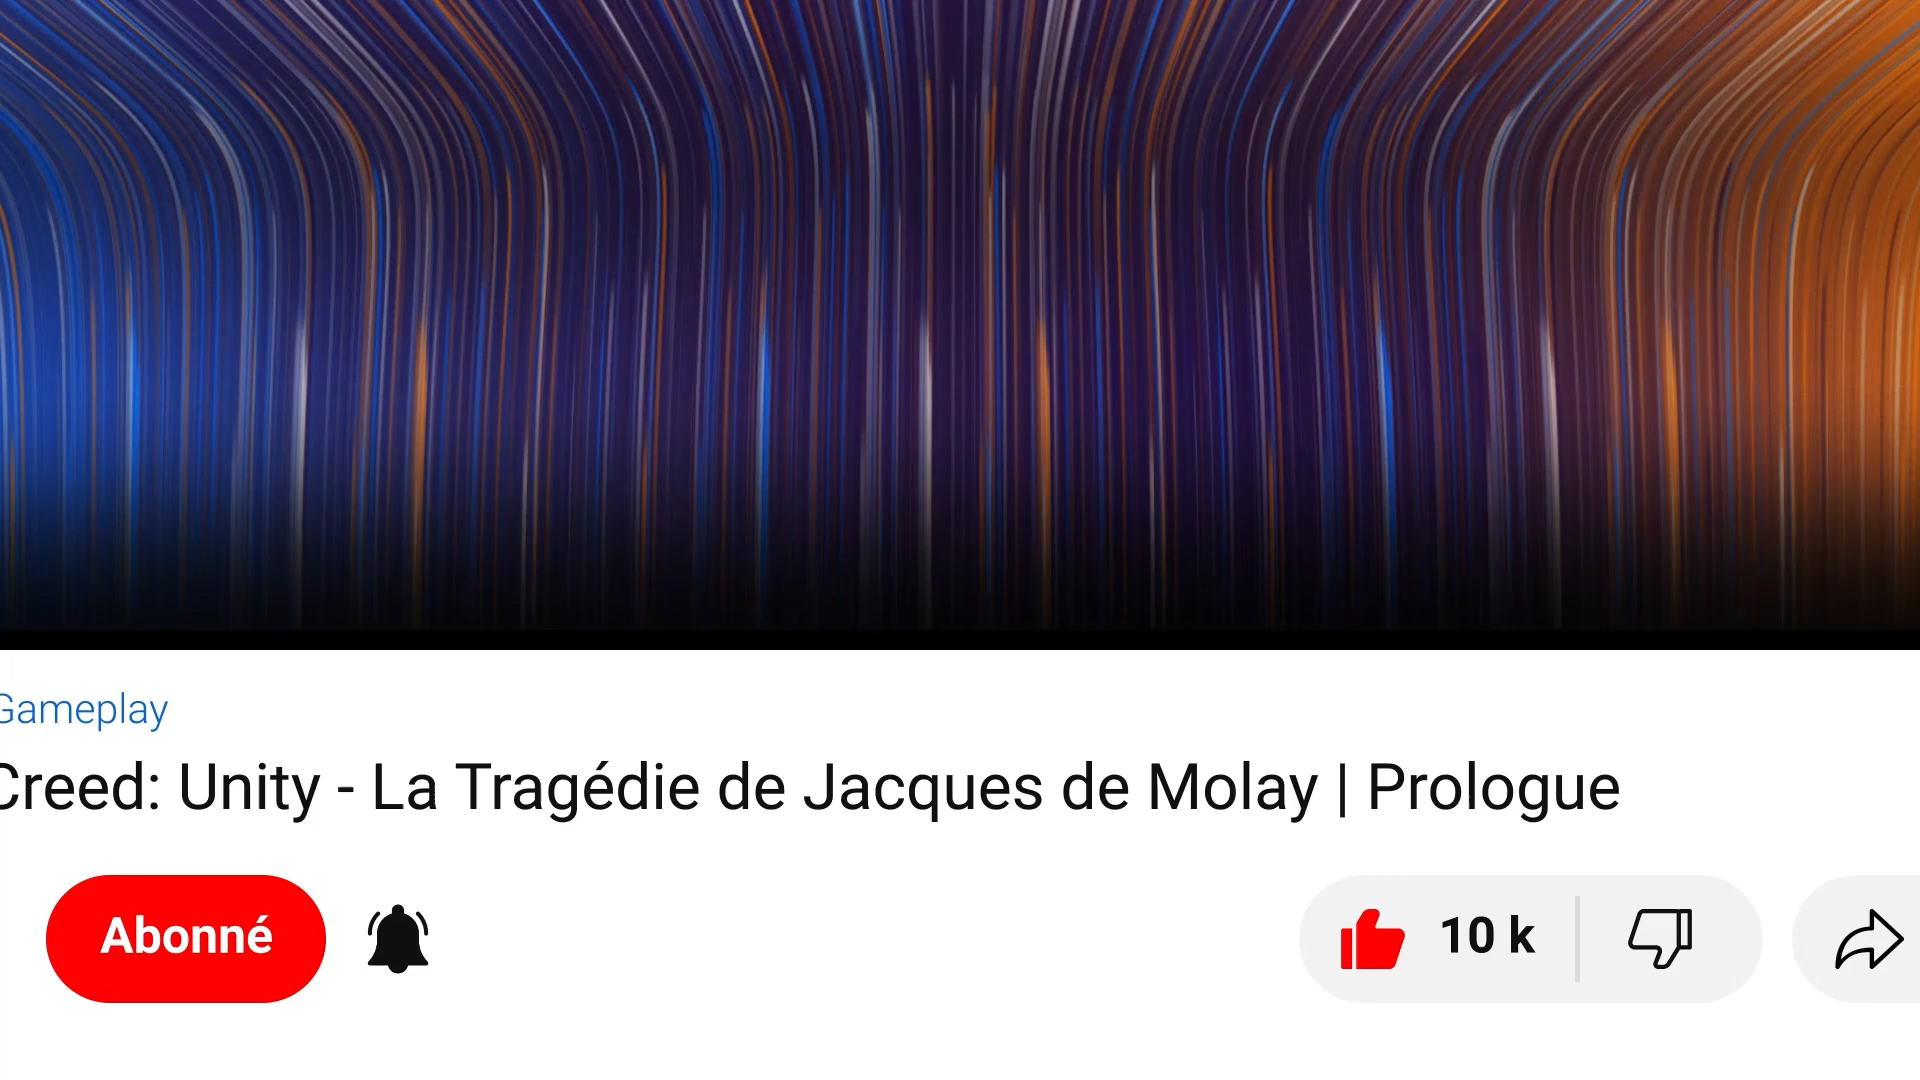 Gameplay
Creed: Unity - La Tragédie de Jacques de Molay | Prologue
Abonné
10 k